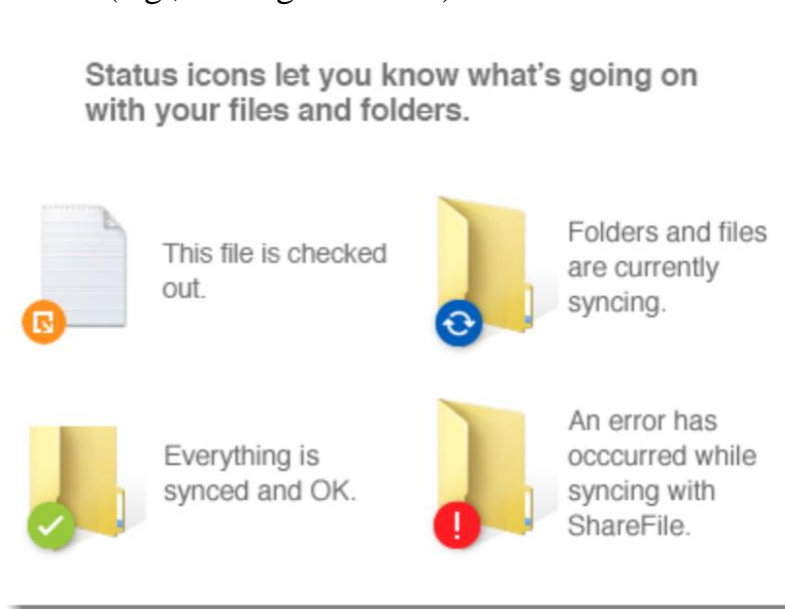 Status icons let you know what's going on
with your files and folders.
This file is checked
out.
Folders and files
are currently
syncing.
Everything is
synced and OK.
An error has
occcurred while
syncing with
ShareFile.